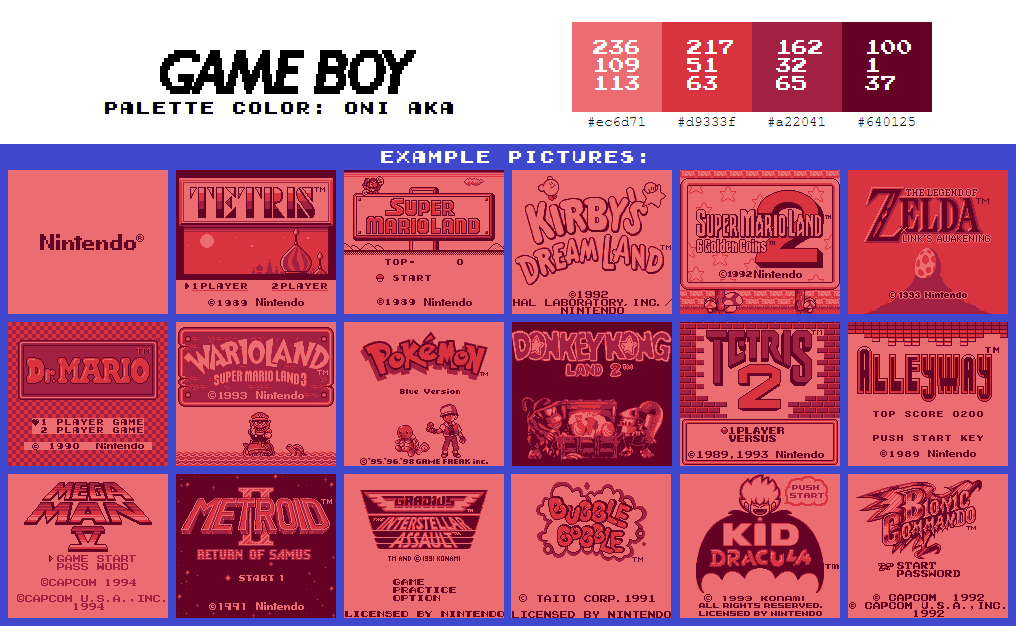 GAME BOY
PALETTE COLOR: ONI AKA
236 109 113
217 51 63
162 32 65
100 1 37
#ec6d71
#d9333f
#a22041
#640125
EXAMPLE PICTURES:
Nintendo®
TETRIS™
1PLAYER 2PLAYER
©1989 Nintendo
SUPER
MARIOLAND
TOP- 0
START
©1989 Nintendo
KIRBY'S
DREAM LAND™
©1992
HAL LABORATORY, INC./
NINTENDO
SUPER MARIO LAND 2™
6 Golden Coins™
©1992 Nintendo
THE LEGEND OF
ZELDA™
LINK'S AWAKENING
© 1993 Nintendo
DR.MARIO™
1 PLAYER GAME
2 PLAYER GAME
© 1990 Nintendo
WARIOLAND
SUPER MARIO LAND 3™
©1993 Nintendo
POKéMON™
Blue Version
©'95.'96.'98 GAME FREAK inc.
DONKEY KONG
LAND 2™
TETRIS™
2
1PLAYER
VERSUS
©1989,1993 Nintendo
ALLEYWAY™
TOP SCORE 0200
PUSH START KEY
©1989 Nintendo
MEGA
MAN
V
GAME START
PASS WORD
©CAPCOM 1994
©CAPCOM U.S.A.,INC.
1994
METROID™
II
RETURN OF SAMUS
START 1
©1991 Nintendo
GRADIUS
THE INTERSTELLAR
ASSAULT™
TM AND © 1991 KONAMI
GAME
PRACTICE
OPTION
LICENSED BY NINTENDO
BUBBLE
BOBBLE™
© TAITO CORP. 1991
LICENSED BY NINTENDO
PUSH
START
KID
DRACULA™
© 1993 KONAMI
ALL RIGHTS RESERVED.
LICENSED BY NINTENDO
BIONIC
COMMANDO™
START
PASSWORD
© CAPCOM 1992
© CAPCOM U.S.A., INC.
1992